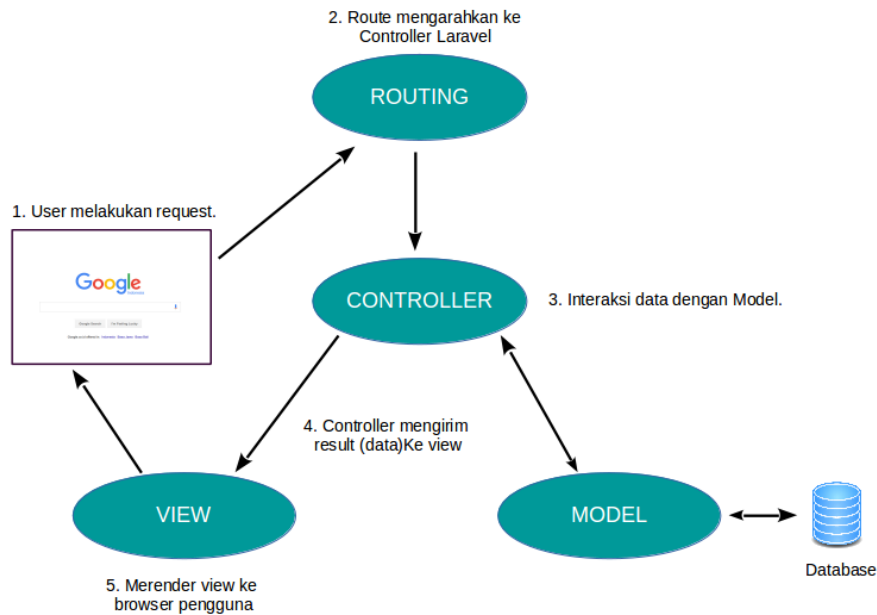 2. Route mengarahkan ke
Controller Laravel
ROUTING
1. User melakukan request.
Google
Indonesia
CONTROLLER
3. Interaksi data dengan Model.
4. Controller mengirim
result (data)Ke view
VIEW
MODEL
Database
5. Merender view ke
browser pengguna